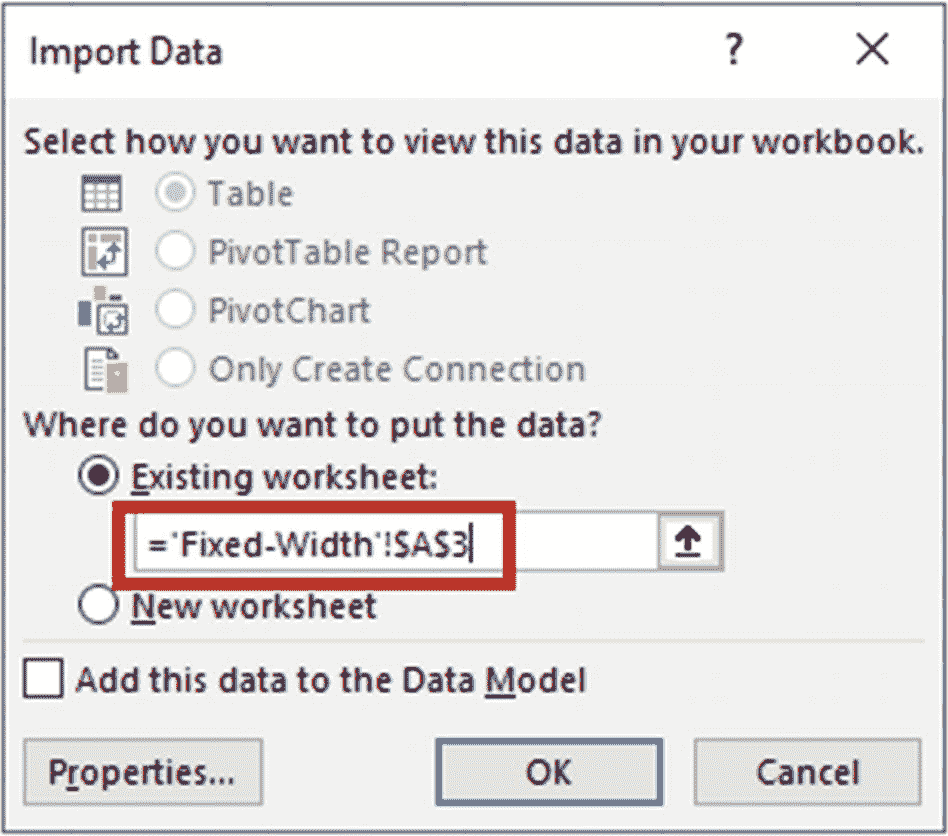 Import Data ? X
Select how you want to view this data in your workbook.
Table
PivotTable Report
PivotChart
Only Create Connection
Where do you want to put the data?
Existing worksheet:
='Fixed-Width'!$A$3
New worksheet
Add this data to the Data Model
Properties... OK Cancel